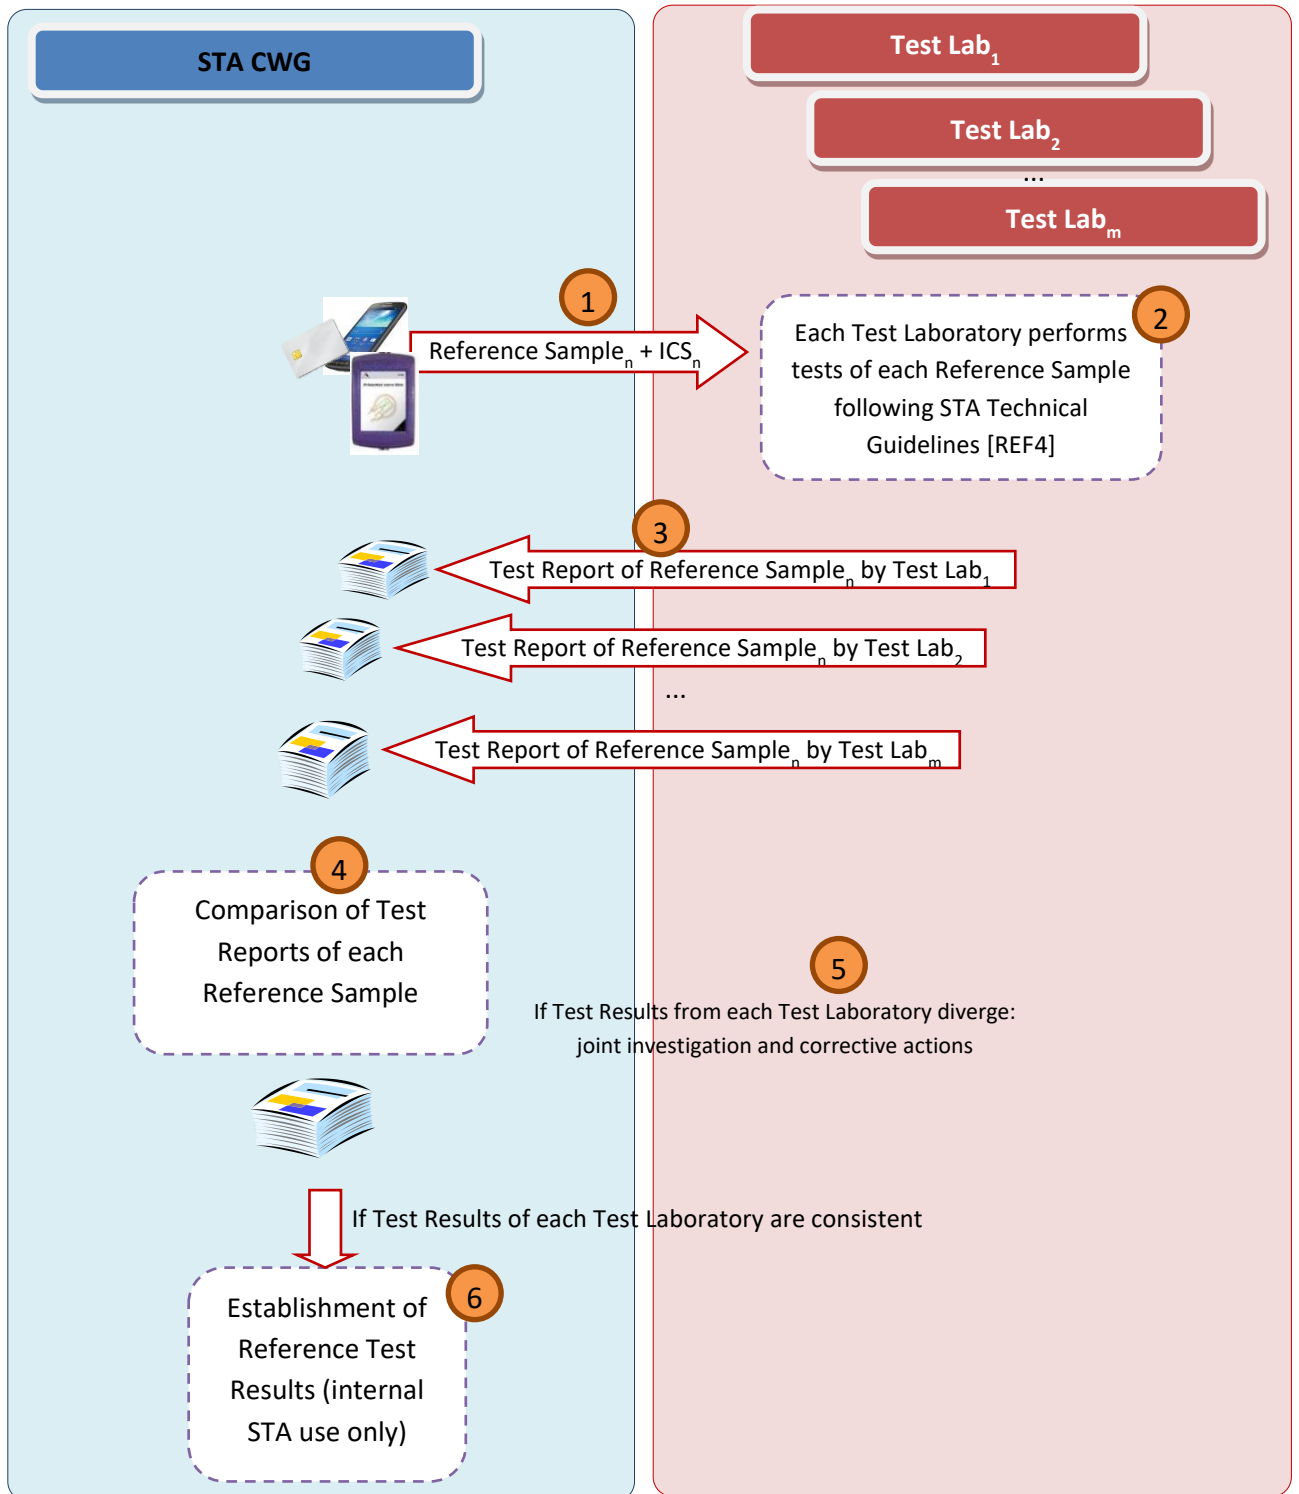 STA CWG
Test Lab1
Test Lab2
...
Test Labm
1
Reference Samplen + ICSn
2
Each Test Laboratory performs
tests of each Reference Sample
following STA Technical
Guidelines [REF4]
3
Test Report of Reference Samplen by Test Lab1
Test Report of Reference Samplen by Test Lab2
...
Test Report of Reference Samplen by Test Labm
4
Comparison of Test
Reports of each
Reference Sample
5
If Test Results from each Test Laboratory diverge:
joint investigation and corrective actions
If Test Results of each Test Laboratory are consistent
6
Establishment of
Reference Test
Results (internal
STA use only)